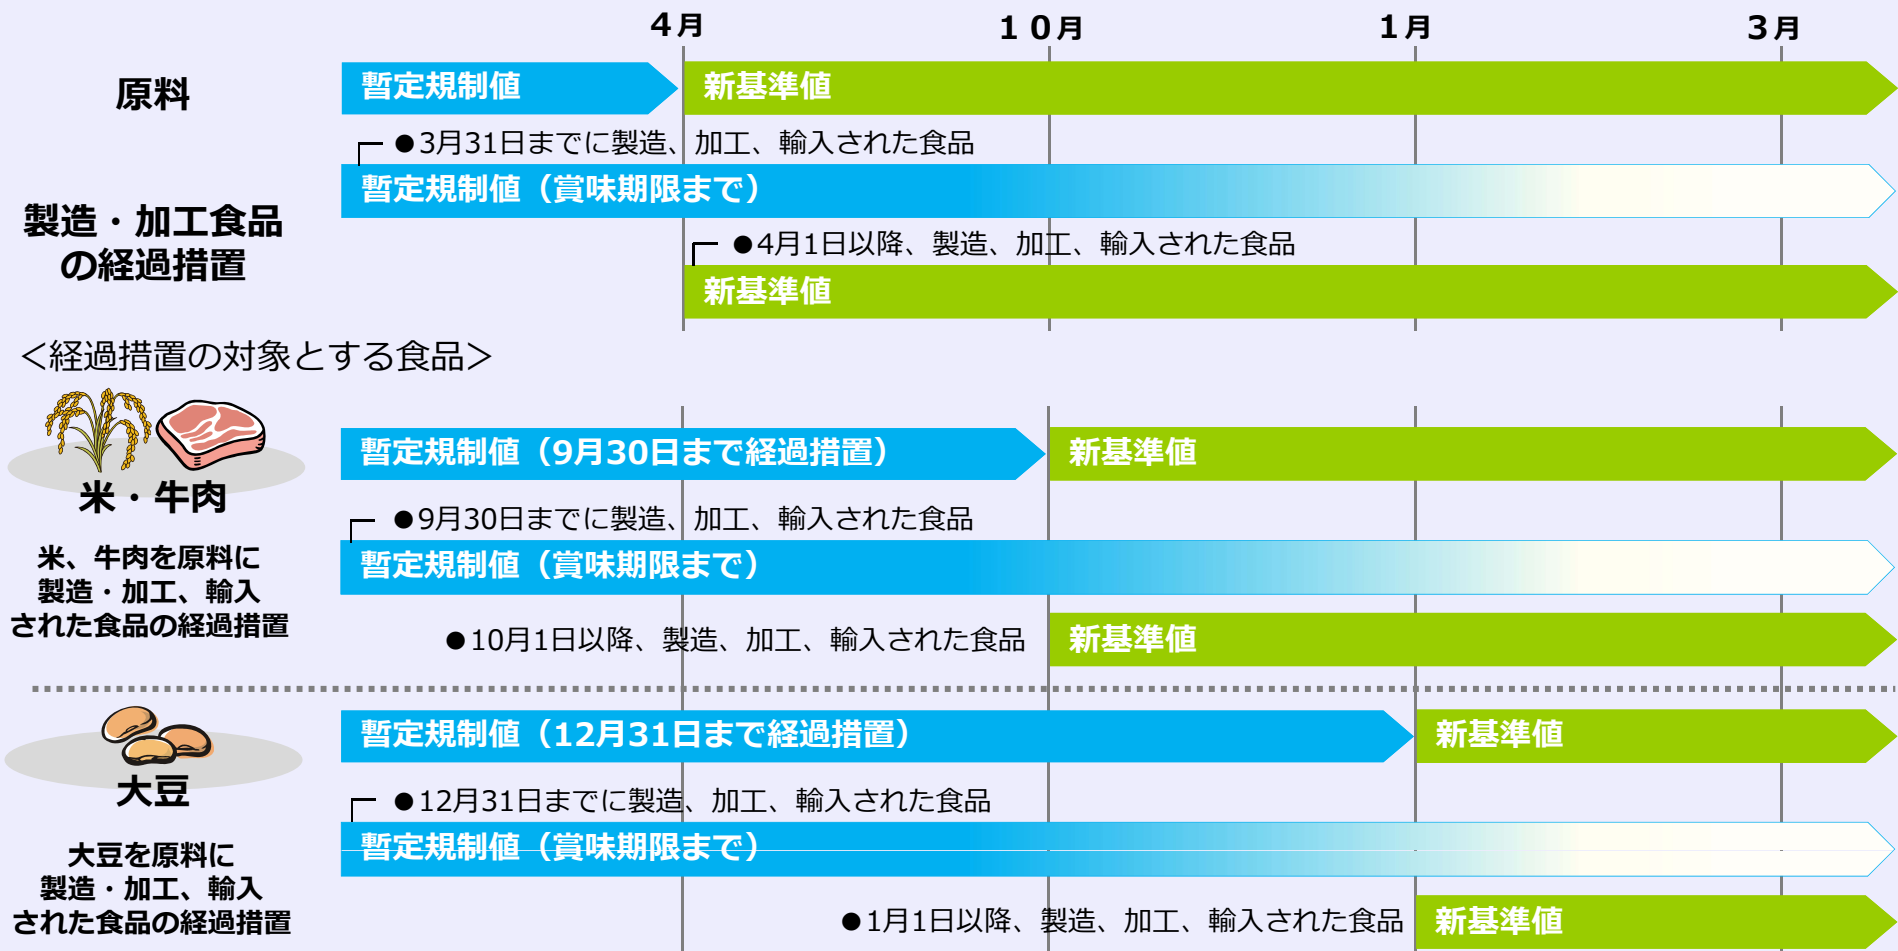 4月
10月
1月
3月
原料
暫定規制値
新基準値
●3月31日までに製造、加工、輸入された食品
製造・加工食品
の経過措置
暫定規制値（賞味期限まで）
●4月1日以降、製造、加工、輸入された食品
新基準値
＜経過措置の対象とする食品＞
米・牛肉
暫定規制値（9月30日まで経過措置）
新基準値
米、牛肉を原料に
製造・加工、輸入
された食品の経過措置
●9月30日までに製造、加工、輸入された食品
暫定規制値（賞味期限まで）
●10月1日以降、製造、加工、輸入された食品
新基準値
大豆
暫定規制値（12月31日まで経過措置）
新基準値
大豆を原料に
製造・加工、輸入
された食品の経過措置
●12月31日までに製造、加工、輸入された食品
暫定規制値（賞味期限まで）
●1月1日以降、製造、加工、輸入された食品
新基準値